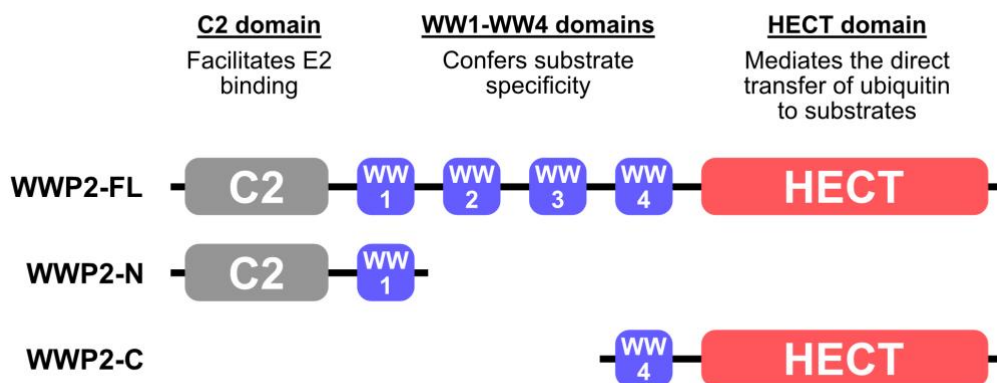 C2 domain
Facilitates E2
binding
WW1-WW4 domains
Confers substrate
specificity
HECT domain
Mediates the direct
transfer of ubiquitin
to substrates
WWP2-FL
C2
WW
1
WW
2
WW
3
WW
4
HECT
WWP2-N
C2
WW
1
WWP2-C
WW
4
HECT